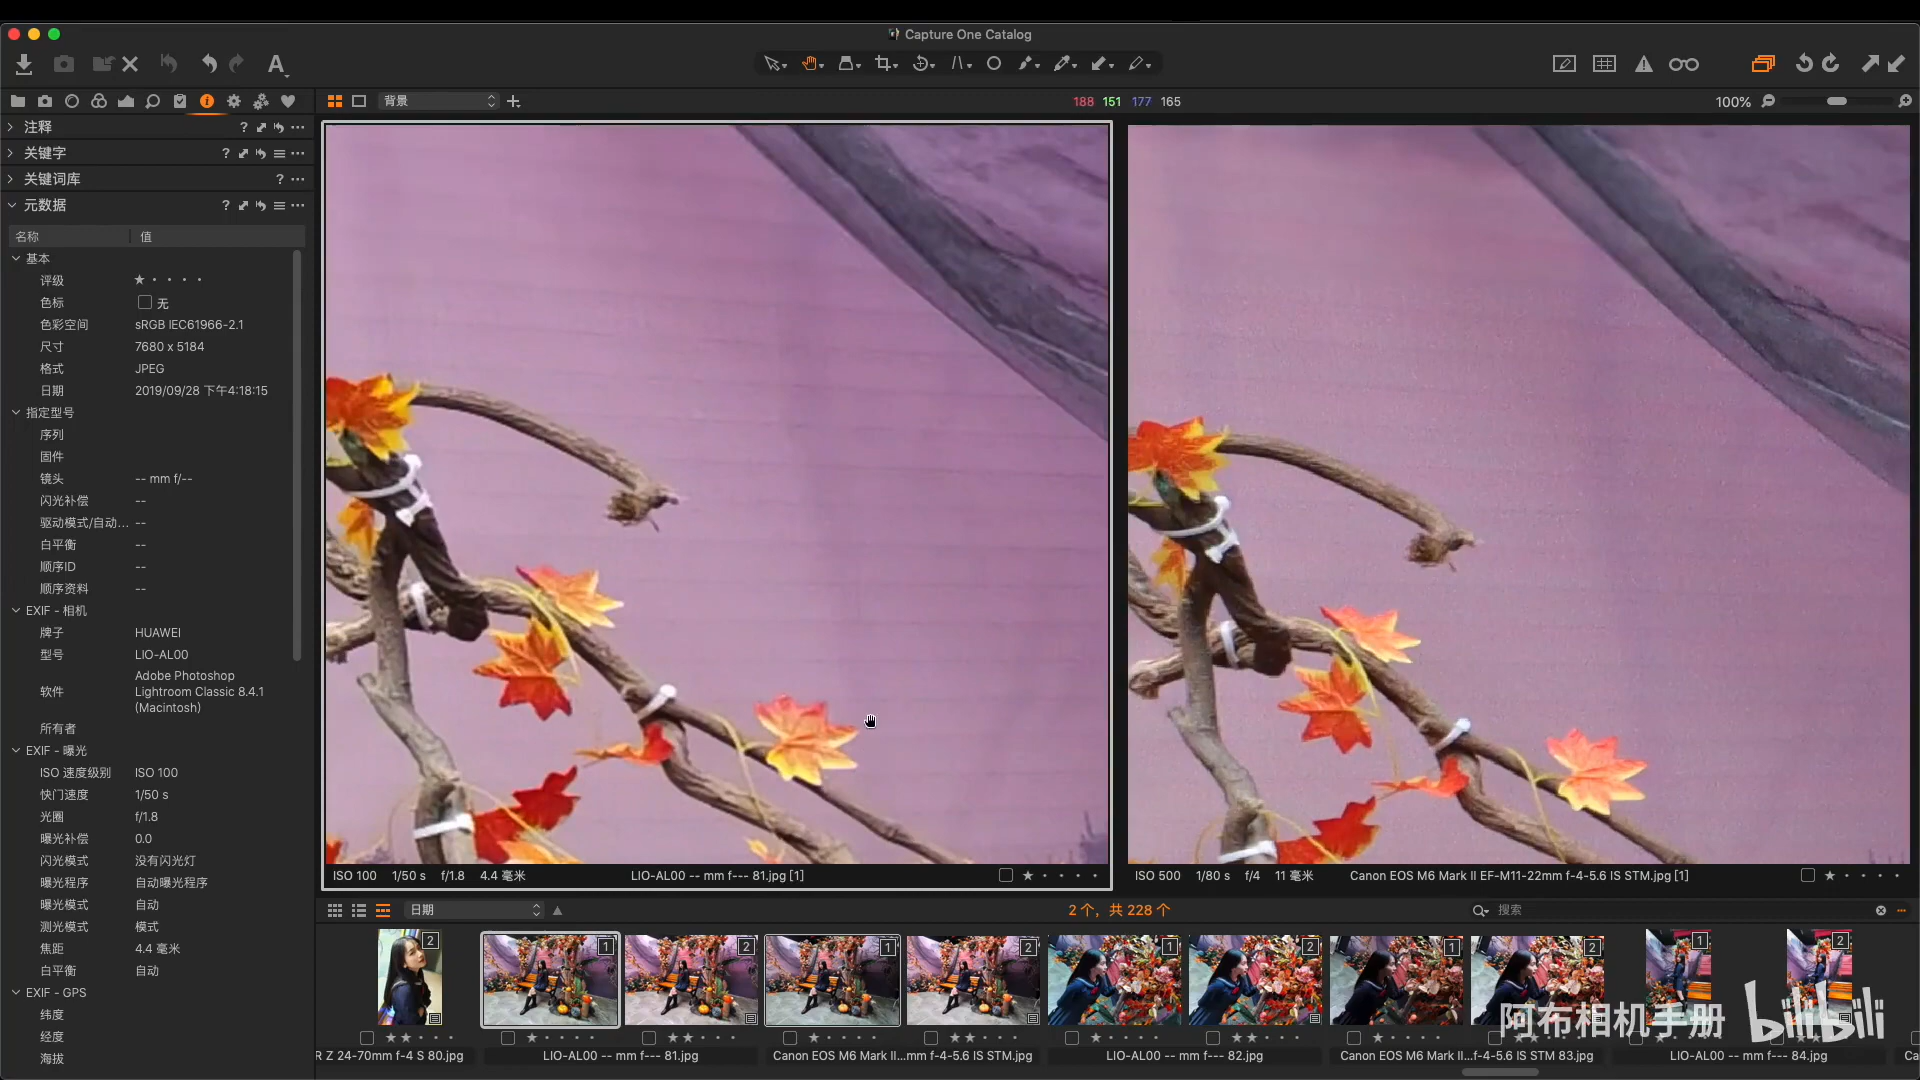 Capture One Catalog
背景
188 151 177 165
100%
注释
关键字
关键词库
元数据
名称 值
基本
评级
色标 无
色彩空间 sRGB IEC61966-2.1
尺寸 7680 x 5184
格式 JPEG
日期 2019/09/28 下午4:18:15
指定型号
序列
固件
镜头 -- mm f/--
闪光补偿 --
驱动模式/自动... --
白平衡 --
顺序ID --
顺序资料 --
EXIF - 相机
牌子 HUAWEI
型号 LIO-AL00
软件 Adobe Photoshop
Lightroom Classic 8.4.1
(Macintosh)
所有者
EXIF - 曝光
ISO 速度级别 ISO 100
快门速度 1/50 s
光圈 f/1.8
曝光补偿 0.0
闪光模式 没有闪光灯
曝光程序 自动曝光程序
曝光模式 自动
测光模式 模式
焦距 4.4 毫米
白平衡 自动
EXIF - GPS
纬度
经度
海拔
ISO 100 1/50 s f/1.8 4.4 毫米 LIO-AL00 -- mm f--- 81.jpg [1]
ISO 500 1/80 s f/4 11 毫米 Canon EOS M6 Mark II EF-M11-22mm f-4-5.6 IS STM.jpg [1]
日期
2 个，共 228 个
搜索
2 1 2 1 2 1 2 1 2 1 2
R Z 24-70mm f-4 S 80.jpg
LIO-AL00 -- mm f--- 81.jpg
Canon EOS M6 Mark II...mm f-4-5.6 IS STM.jpg
LIO-AL00 -- mm f--- 82.jpg
Canon EOS M6 Mark II...f-4-5.6 IS STM 83.jpg
LIO-AL00 -- mm f--- 84.jpg
Ca
阿布相机手册 bilibili